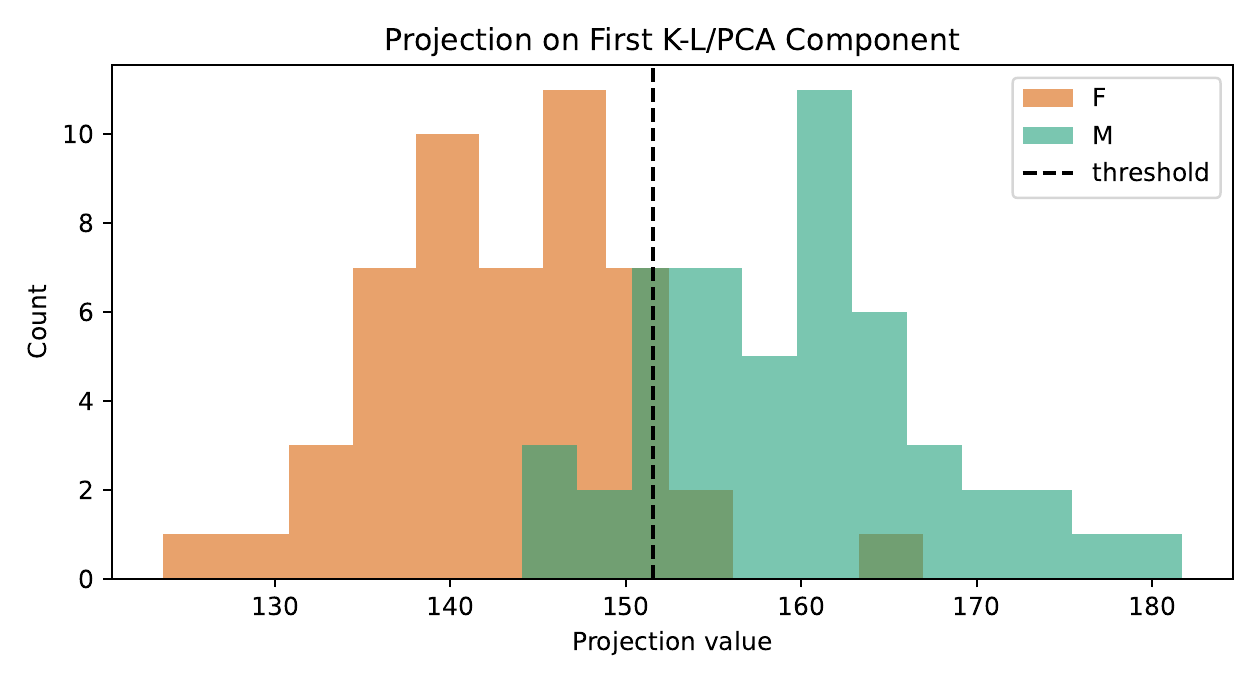 Projection on First K-L/PCA Component
F
M
threshold
Count
10
8
6
4
2
0
130 140 150 160 170 180
Projection value